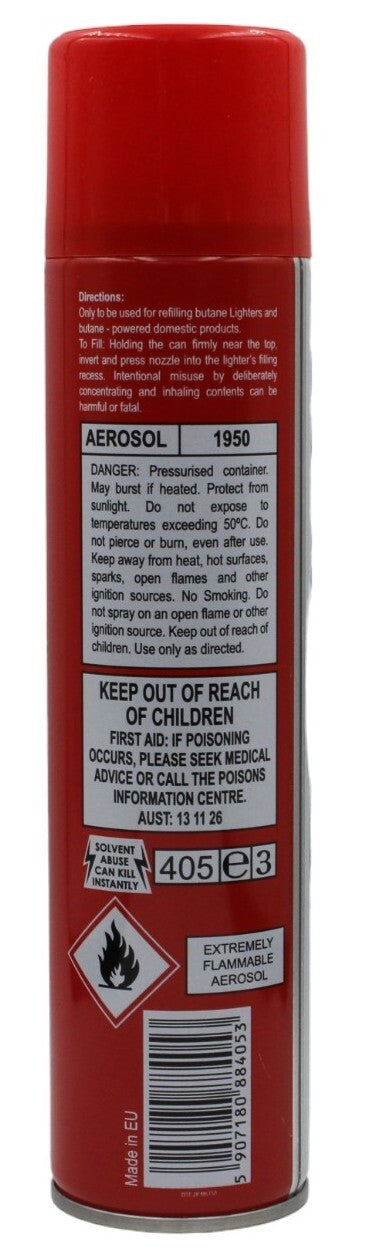 Directions:
Only to be used for refilling butane Lighters and
butane - powered domestic products.
To Fill: Holding the can firmly near the top,
invert and press nozzle into the lighter's filing
recess. Intentional misuse by deliberately
concentrating and inhaling contents can be
harmful or fatal.
AEROSOL 1950
DANGER: Pressurised container.
May burst if heated. Protect from
sunlight. Do not expose to
temperatures exceeding 50ºC. Do
not pierce or burn, even after use.
Keep away from heat, hot surfaces,
sparks, open flames and other
ignition sources. No Smoking. Do
not spray on an open flame or other
ignition source. Keep out of reach of
children. Use only as directed.
KEEP OUT OF REACH
OF CHILDREN
FIRST AID: IF POISONING
OCCURS, PLEASE SEEK MEDICAL
ADVICE OR CALL THE POISONS
INFORMATION CENTRE.
AUST: 13 11 26
SOLVENT
ABUSE
CAN KILL
INSTANTLY
405 e 3
EXTREMELY
FLAMMABLE
AEROSOL
Made in EU
5 907180 884053